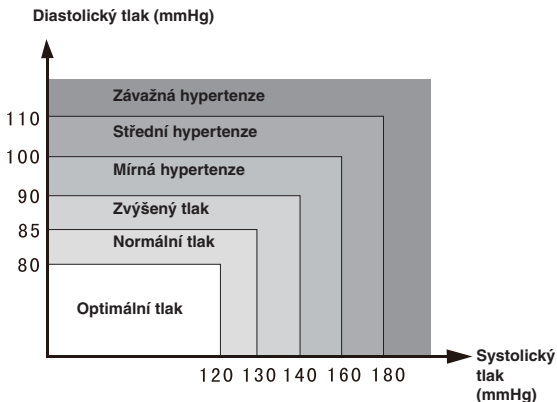 Diastolický tlak (mmHg)
Závažná hypertenze
110
Střední hypertenze
100
Mírná hypertenze
90
Zvýšený tlak
85
Normální tlak
80
Optimální tlak
Systolický
tlak
(mmHg)
120 130 140 160 180